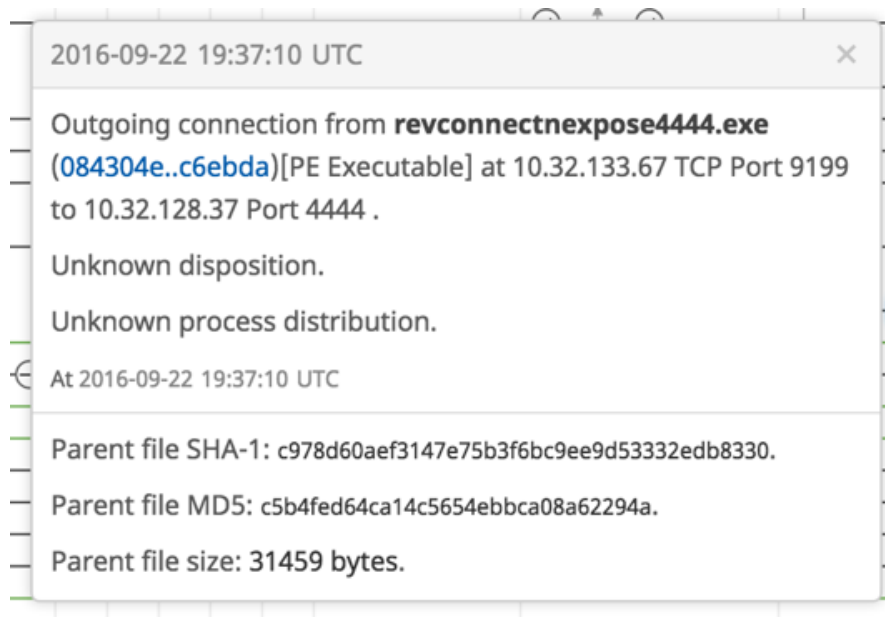 2016-09-22 19:37:10 UTC
Outgoing connection from revconnectnexpose4444.exe
(084304e..c6ebda)[PE Executable] at 10.32.133.67 TCP Port 9199
to 10.32.128.37 Port 4444 .
Unknown disposition.
Unknown process distribution.
At 2016-09-22 19:37:10 UTC
Parent file SHA-1: c978d60aef3147e75b3f6bc9ee9d53332edb8330.
Parent file MD5: c5b4fed64ca14c5654ebbca08a62294a.
Parent file size: 31459 bytes.